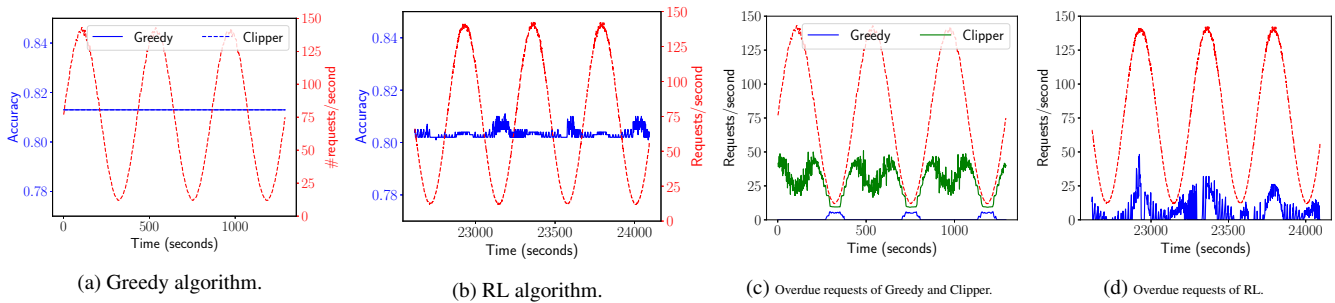 Greedy
Clipper
Accuracy
0.84
0.82
0.80
0.78
150
125
100
75
50
25
0
#requests/second
0
500
1000
Time (seconds)
(a) Greedy algorithm.
Accuracy
0.84
0.82
0.80
0.78
150
125
100
75
50
25
0
Requests/second
23000
23500
24000
Time (seconds)
(b) RL algorithm.
Greedy
Clipper
Requests/second
150
125
100
75
50
25
0
0
500
1000
Time (seconds)
(c) Overdue requests of Greedy and Clipper.
Requests/second
150
125
100
75
50
25
0
23000
23500
24000
Time (seconds)
(d) Overdue requests of RL.